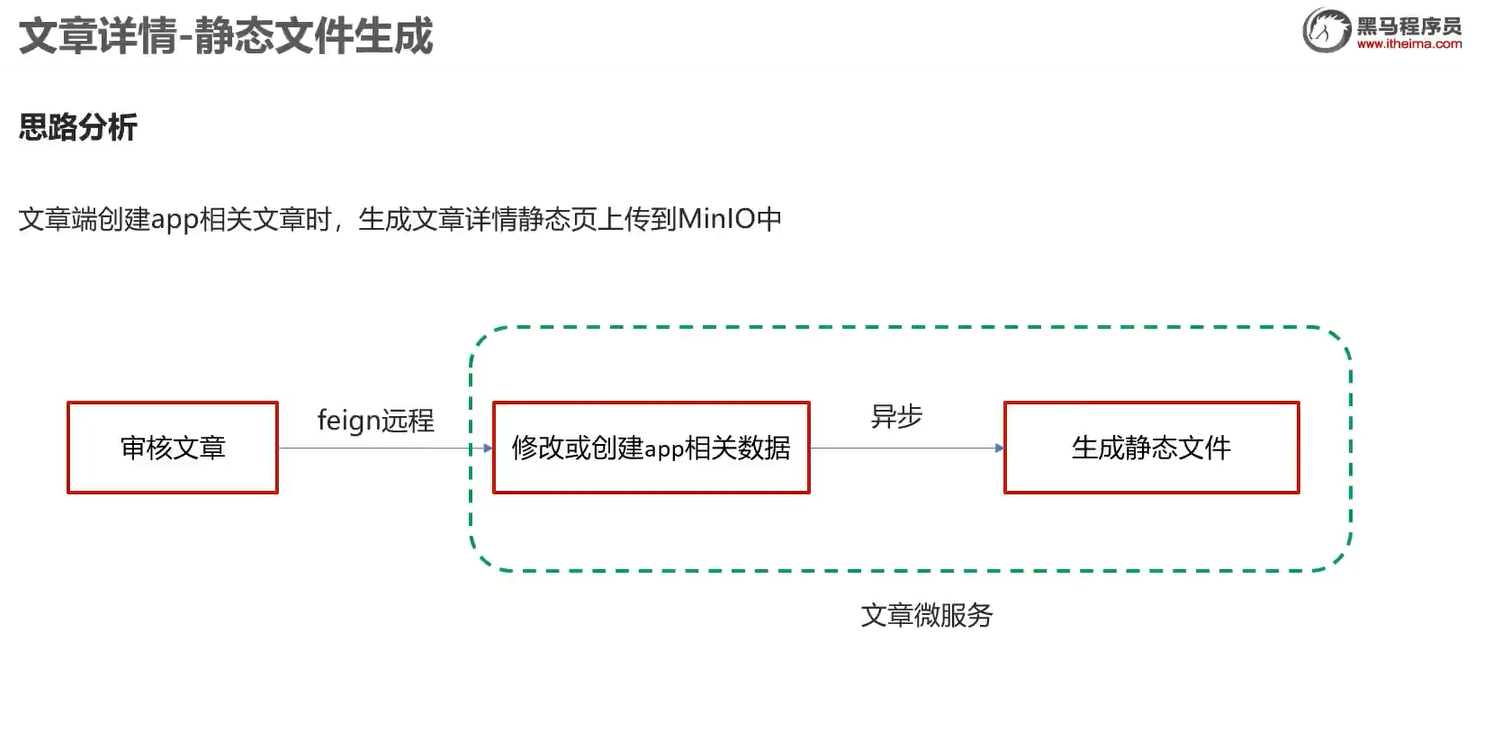 文章详情-静态文件生成
黑马程序员
www.itheima.com
思路分析
文章端创建app相关文章时，生成文章详情静态页上传到MinIO中
审核文章
feign远程
修改或创建app相关数据
异步
生成静态文件
文章微服务